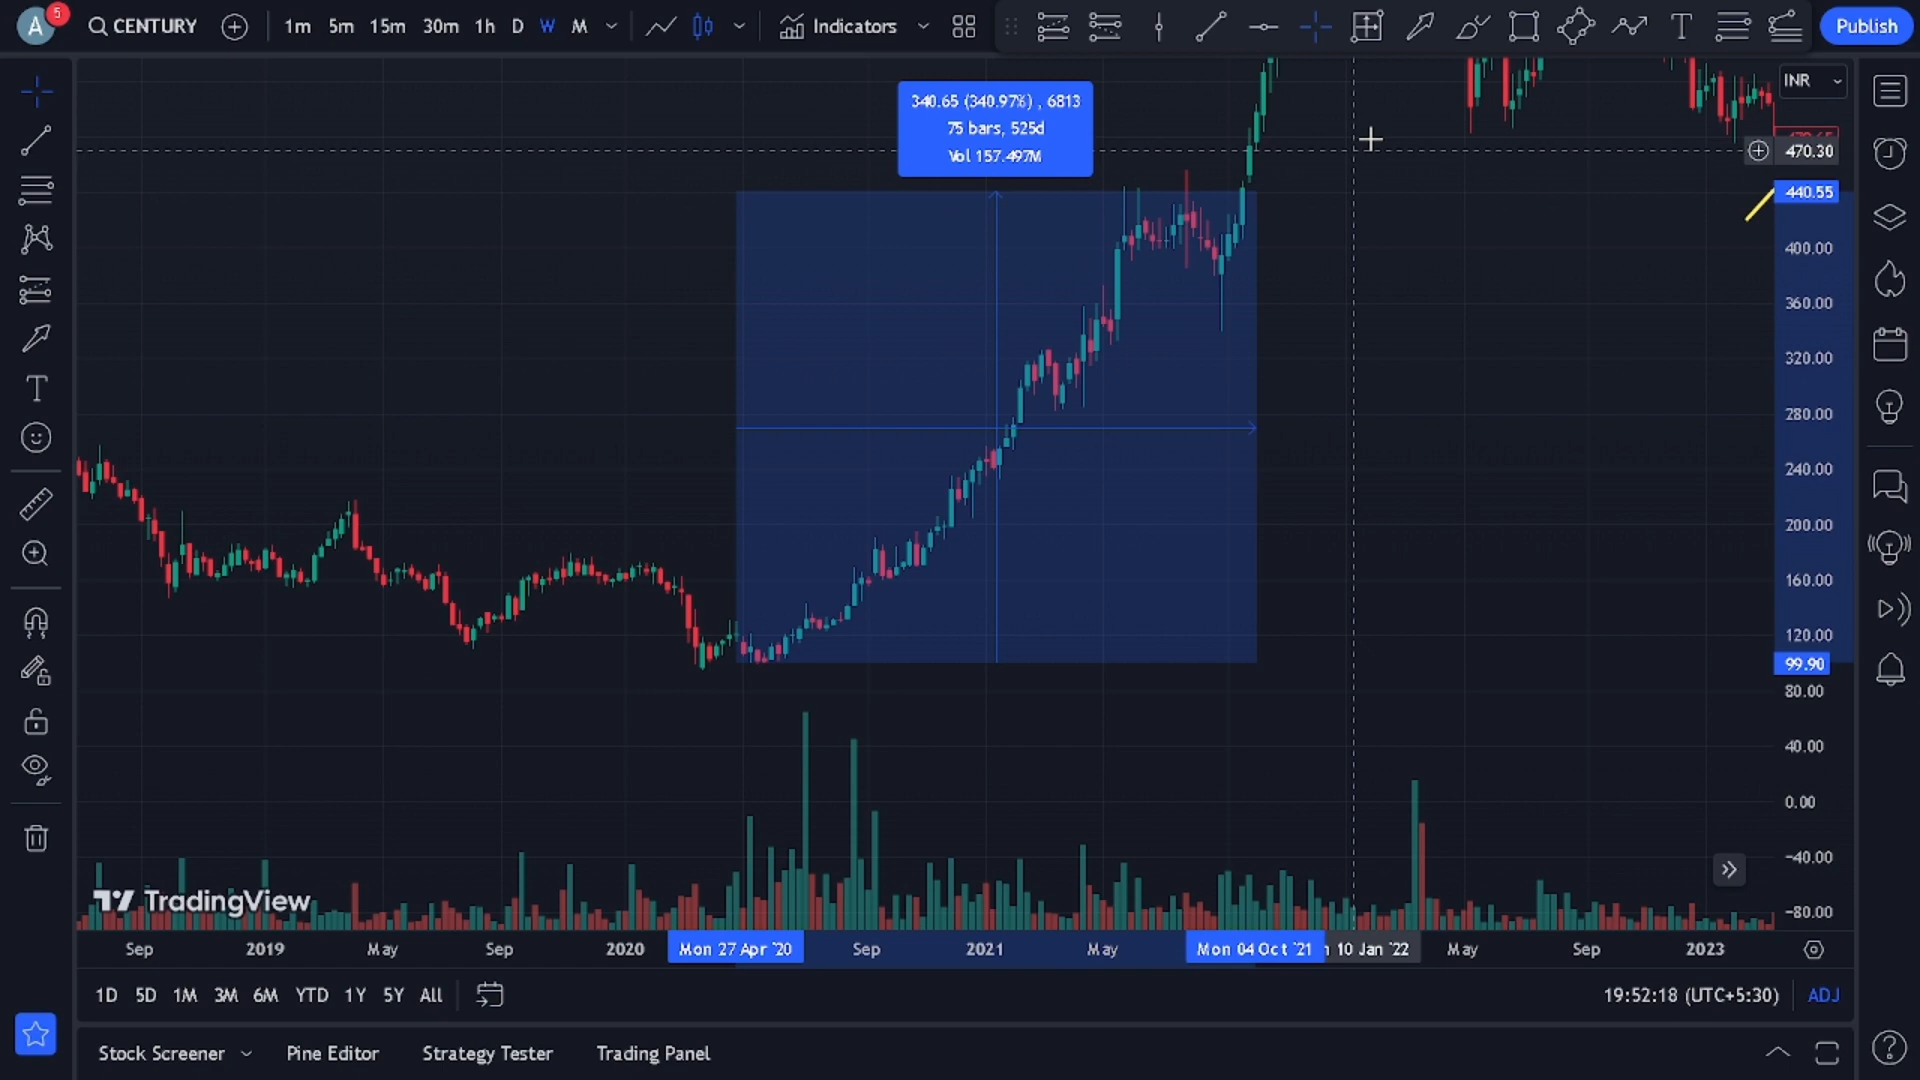 A 5 CENTURY 1m 5m 15m 30m 1h D W M Indicators Publish
INR
340.65 (340.97%) , 6813
75 bars, 525d
Vol 157.497M
470.30
440.55
400.00
360.00
320.00
280.00
240.00
200.00
160.00
120.00
99.90
80.00
40.00
0.00
-40.00
-80.00
TradingView
Sep 2019 May Sep 2020 Mon 27 Apr '20 Sep 2021 May Mon 04 Oct '21 10 Jan '22 May Sep 2023
1D 5D 1M 3M 6M YTD 1Y 5Y All 19:52:18 (UTC+5:30) ADJ
Stock Screener Pine Editor Strategy Tester Trading Panel